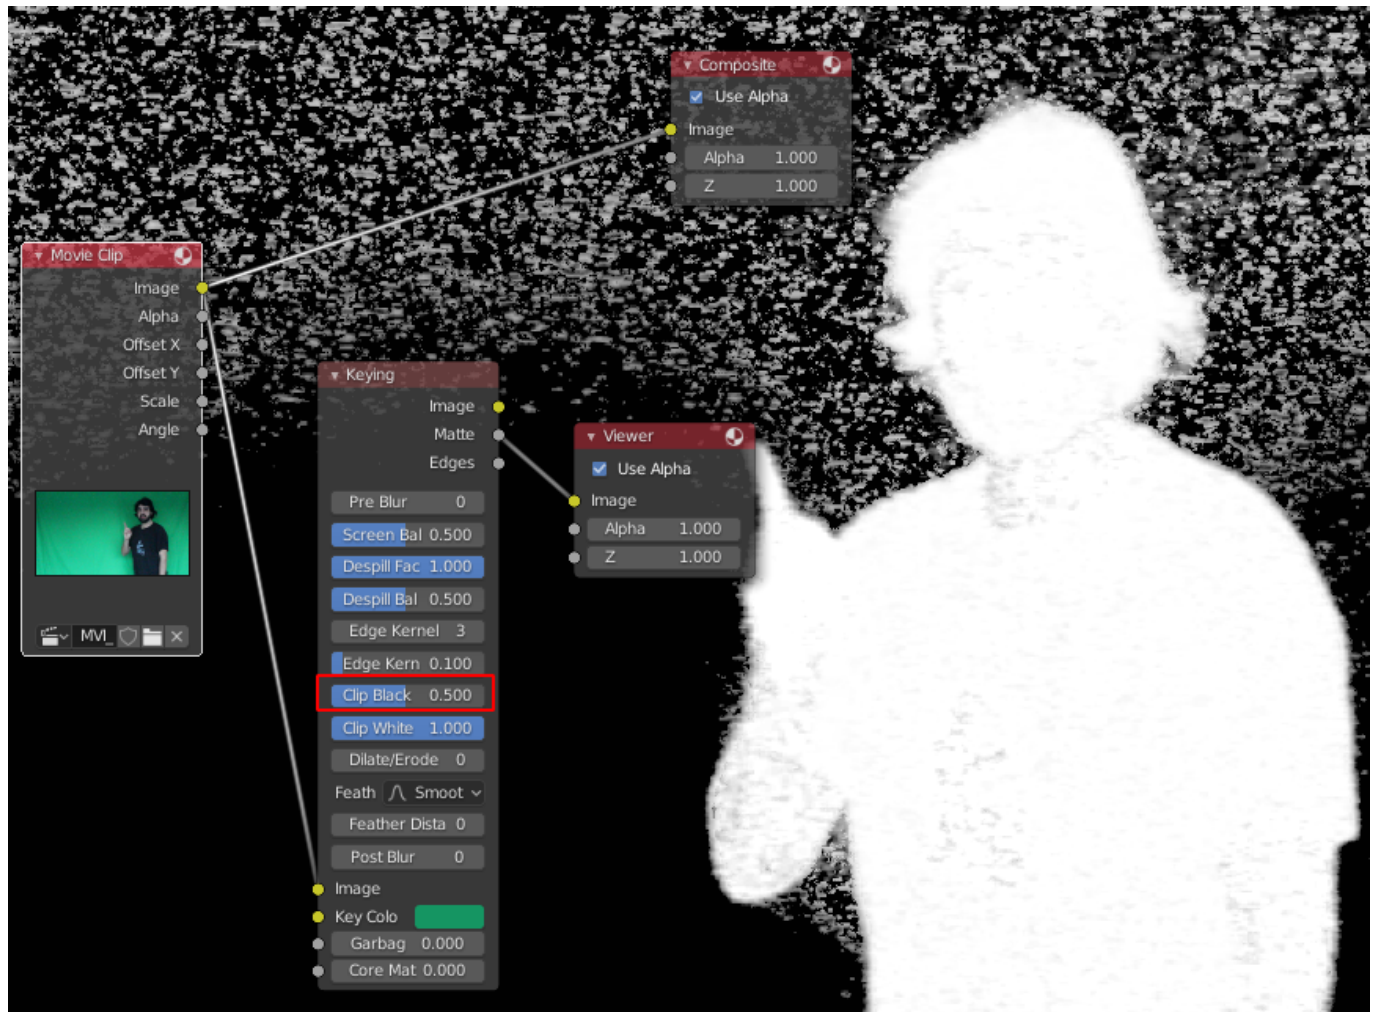 Composite
Use Alpha
Image
Alpha 1.000
Z 1.000
Movie Clip
Image
Alpha
Offset X
Offset Y
Scale
Angle
MVI_
Keying
Image
Matte
Edges
Pre Blur 0
Screen Bal 0.500
Despill Fac 1.000
Despill Bal 0.500
Edge Kernel 3
Edge Kern 0.100
Clip Black 0.500
Clip White 1.000
Dilate/Erode 0
Feath Smoot
Feather Dista 0
Post Blur 0
Image
Key Colo
Garbag 0.000
Core Mat 0.000
Viewer
Use Alpha
Image
Alpha 1.000
Z 1.000